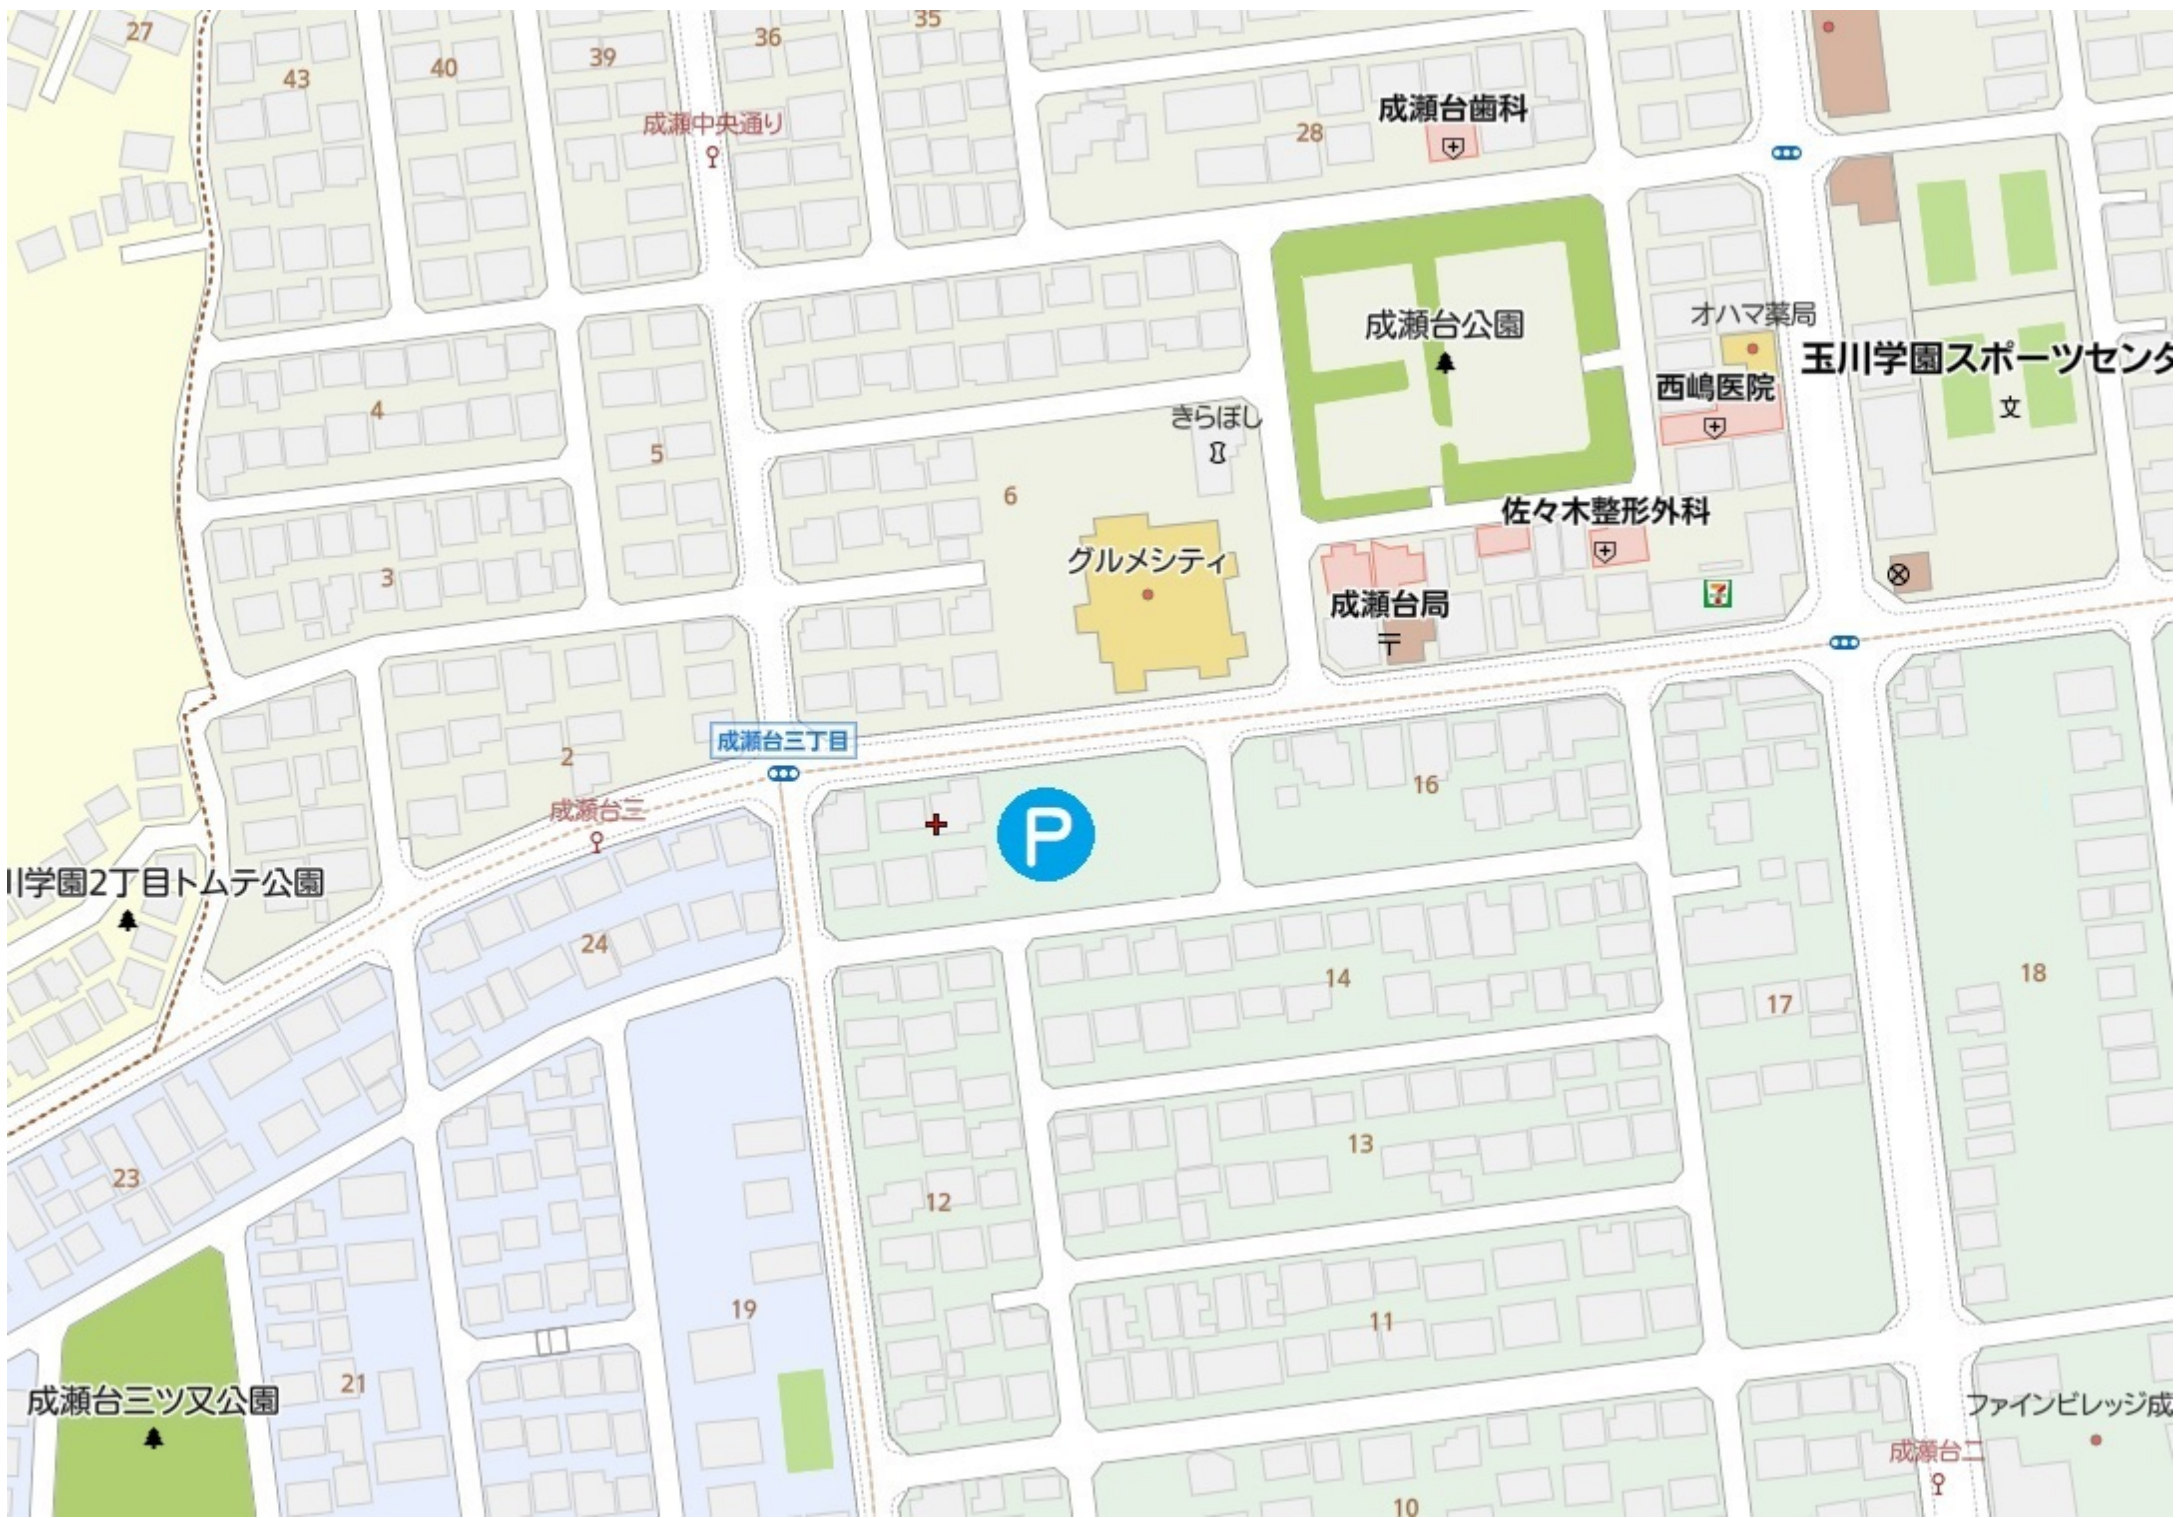 27
35
36
39
40
43
成瀬中央通り
成瀬台歯科
28
成瀬台公園
オハマ薬局
玉川学園スポーツセンタ
西嶋医院
4
きらぼし
5
6
佐々木整形外科
グルメシティ
3
7
成瀬台局
成瀬台三丁目
2
16
成瀬台三
P
川学園2丁目トムテ公園
24
14
18
17
13
23
12
19
11
21
成瀬台三ツ又公園
ファインビレッジ成
成瀬台二
10
文